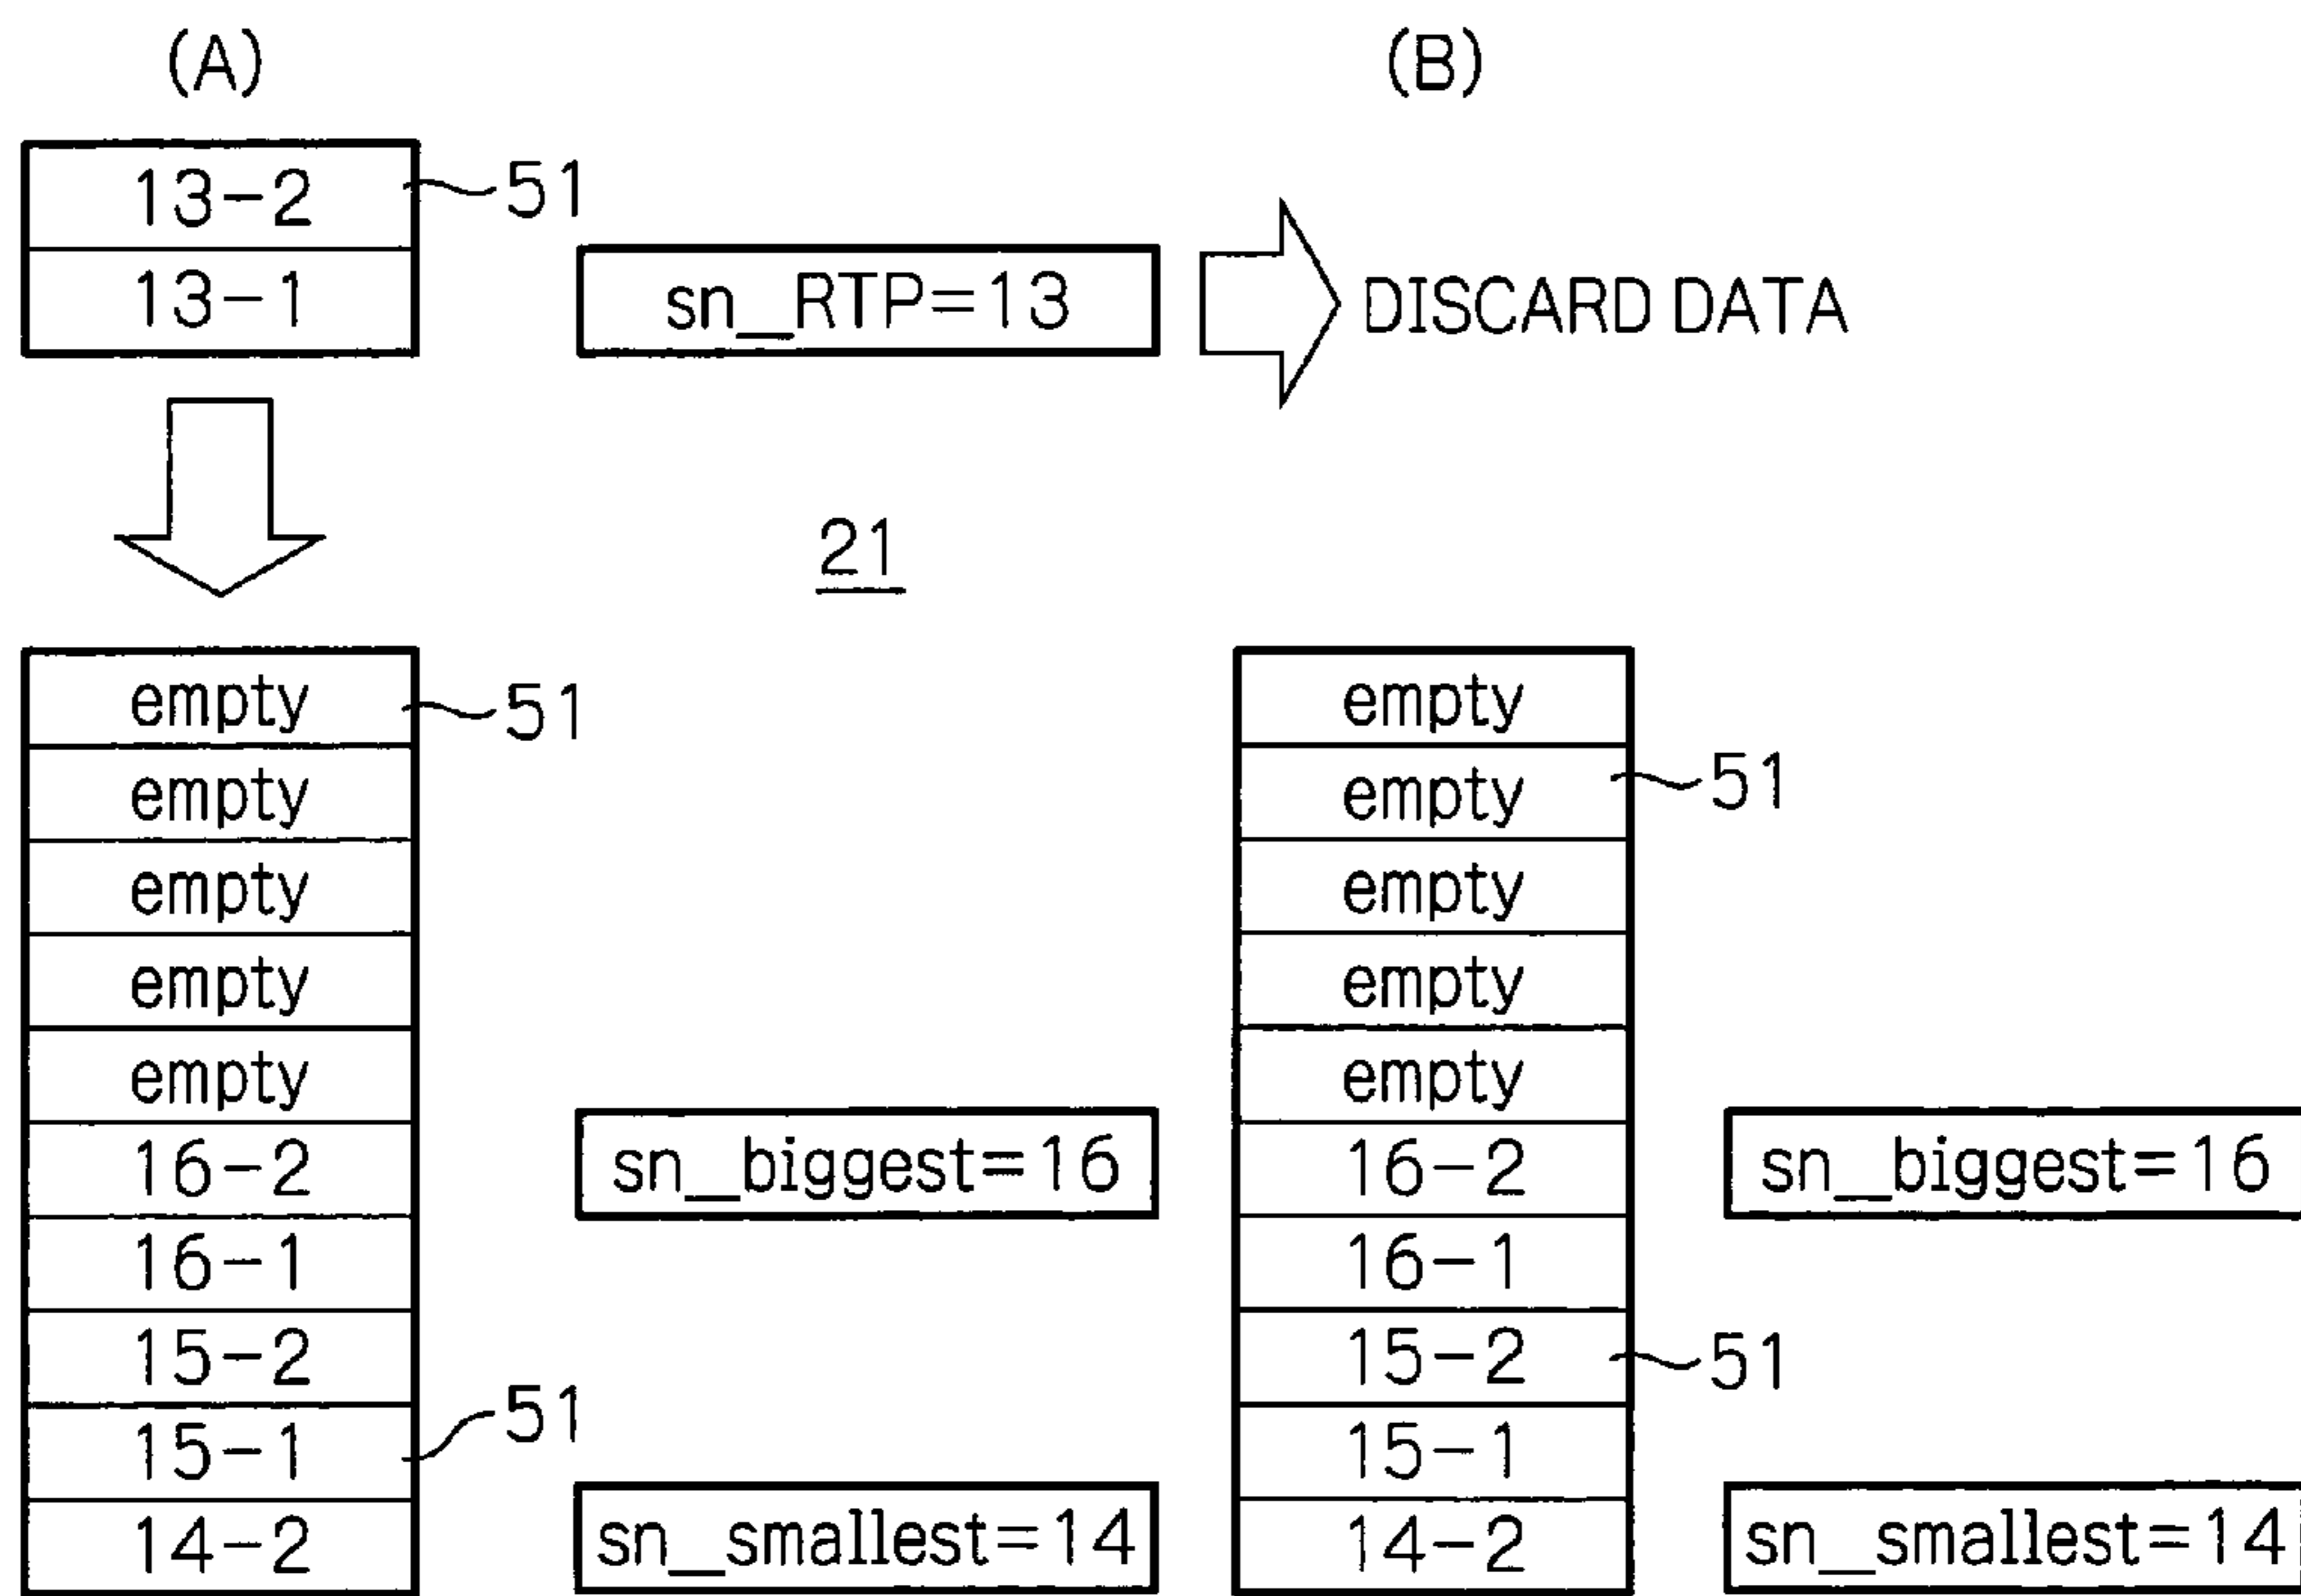 (A) (B)
13-2 51
13-1 sn_RTP=13 DISCARD DATA
21
empty 51 empty
empty empty 51
empty empty
empty empty
empty empty
16-2 sn_biggest=16 16-2 sn_biggest=16
16-1 16-1
15-2 15-2 51
15-1 51 15-1
14-2 sn_smallest=14 14-2 sn_smallest=14